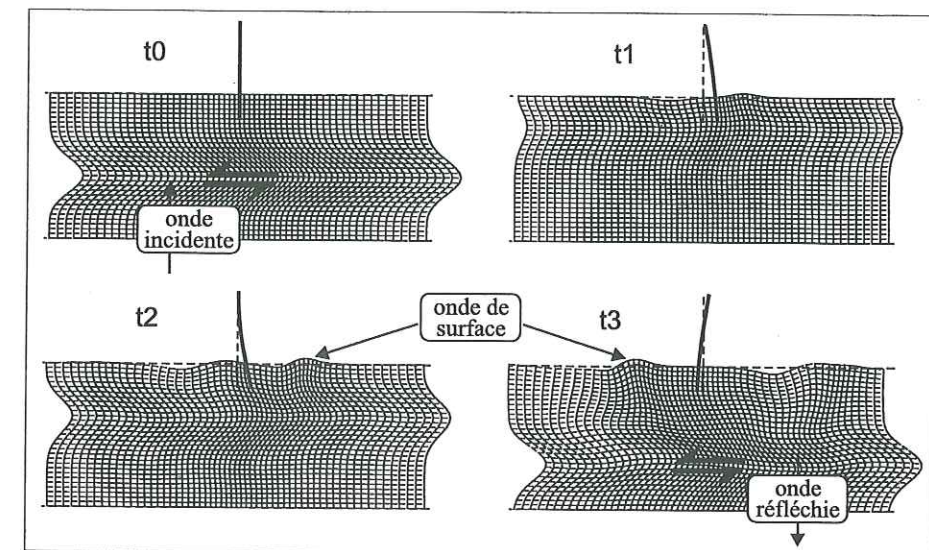 t0
t1
onde
incidente
t2
onde de
surface
t3
onde
réfléchie